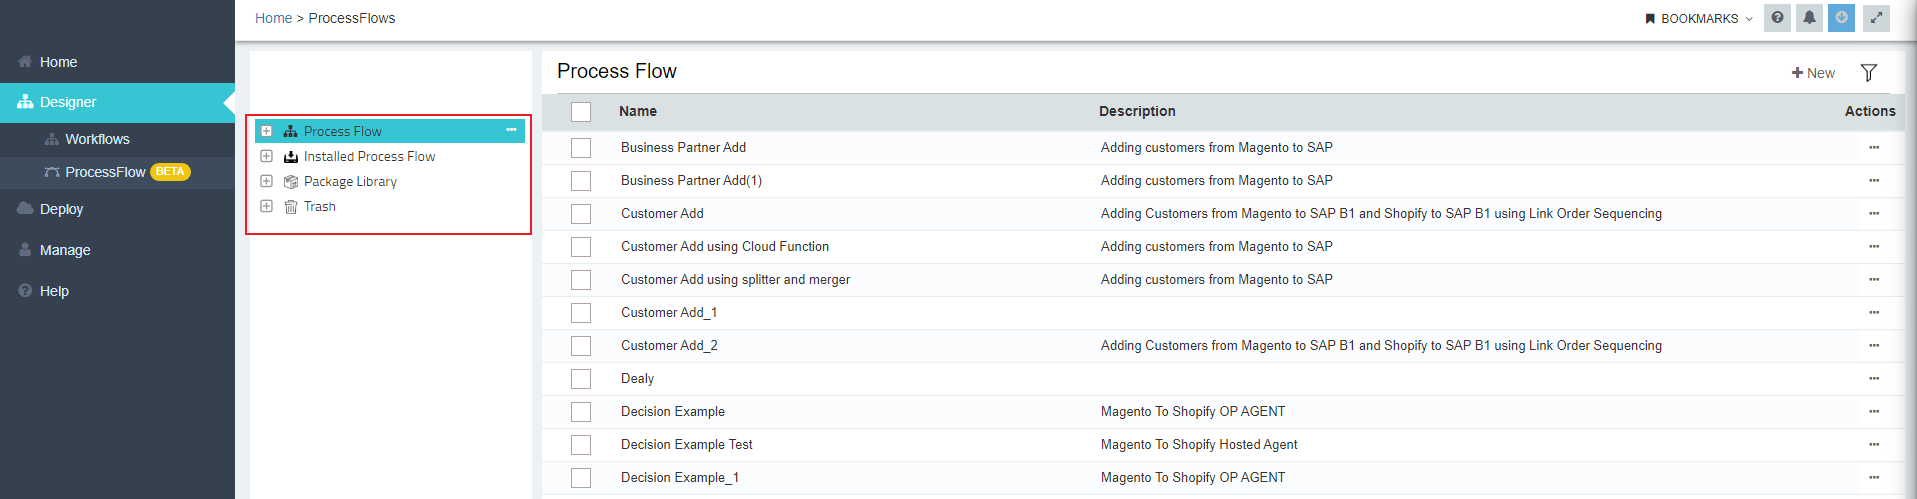 Home > ProcessFlows
BOOKMARKS
Home
Designer
Workflows
ProcessFlow BETA
Deploy
Manage
Help
Process Flow
Installed Process Flow
Package Library
Trash
Process Flow
New
Name Description Actions
Business Partner Add Adding customers from Magento to SAP
Business Partner Add(1) Adding customers from Magento to SAP
Customer Add Adding Customers from Magento to SAP B1 and Shopify to SAP B1 using Link Order Sequencing
Customer Add using Cloud Function Adding customers from Magento to SAP
Customer Add using splitter and merger Adding customers from Magento to SAP
Customer Add_1
Customer Add_2 Adding Customers from Magento to SAP B1 and Shopify to SAP B1 using Link Order Sequencing
Dealy
Decision Example Magento To Shopify OP AGENT
Decision Example Test Magento To Shopify Hosted Agent
Decision Example_1 Magento To Shopify OP AGENT